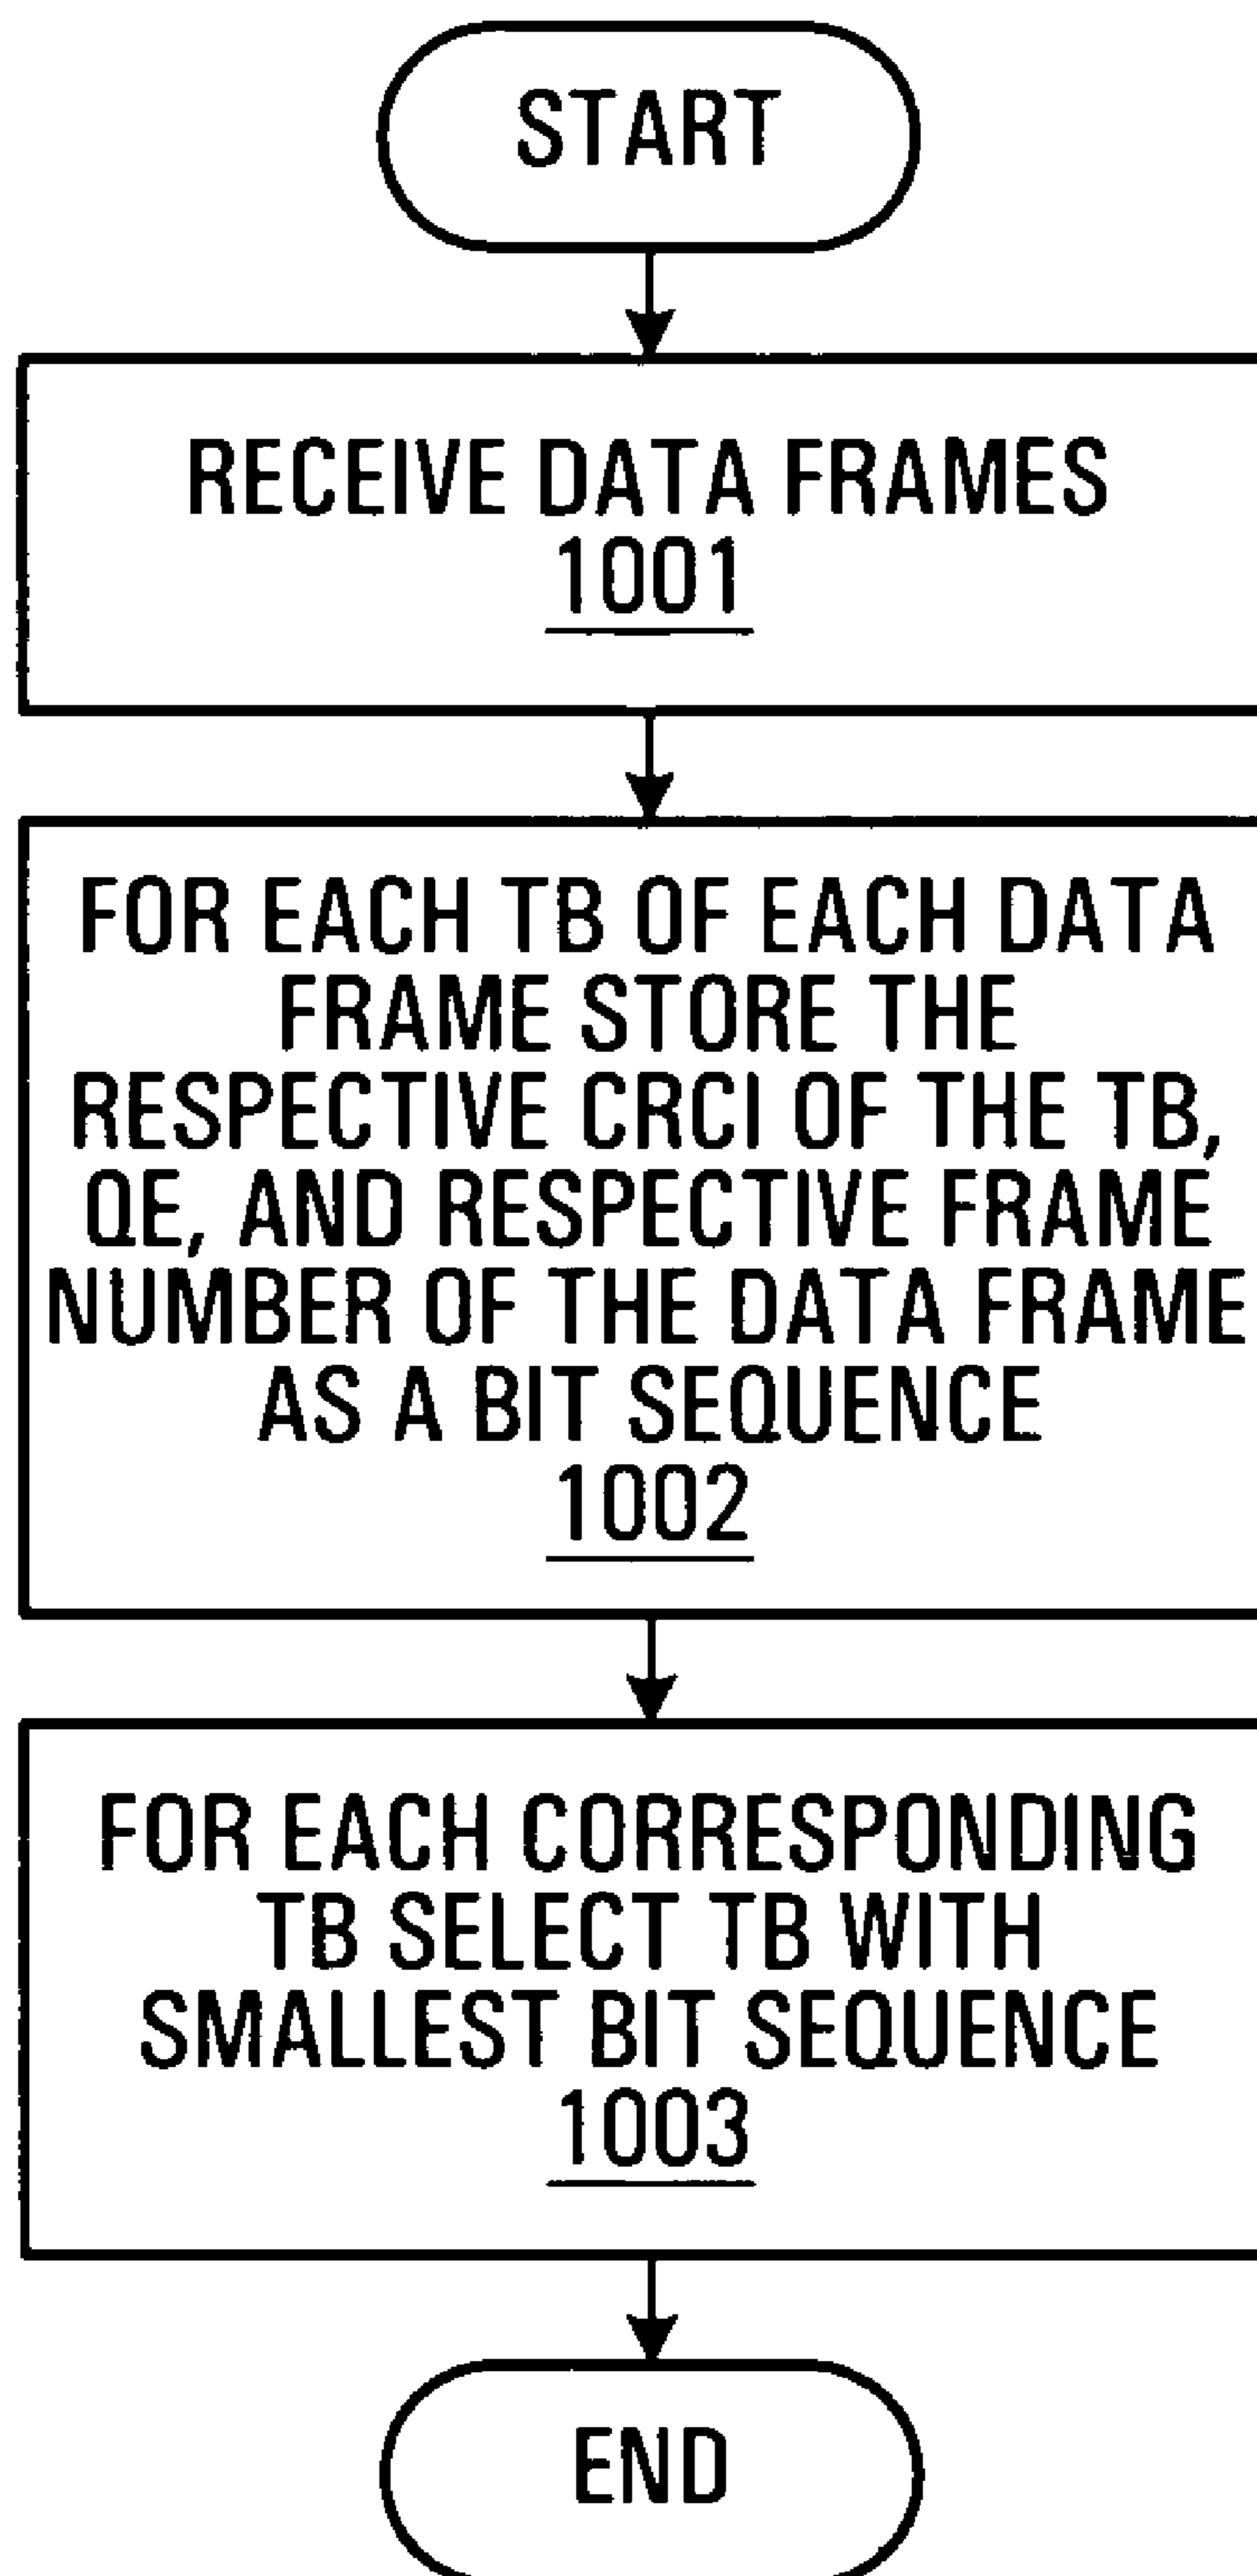 START
RECEIVE DATA FRAMES
1001
FOR EACH TB OF EACH DATA
FRAME STORE THE
RESPECTIVE CRCI OF THE TB,
QE, AND RESPECTIVE FRAME
NUMBER OF THE DATA FRAME
AS A BIT SEQUENCE
1002
FOR EACH CORRESPONDING
TB SELECT TB WITH
SMALLEST BIT SEQUENCE
1003
END